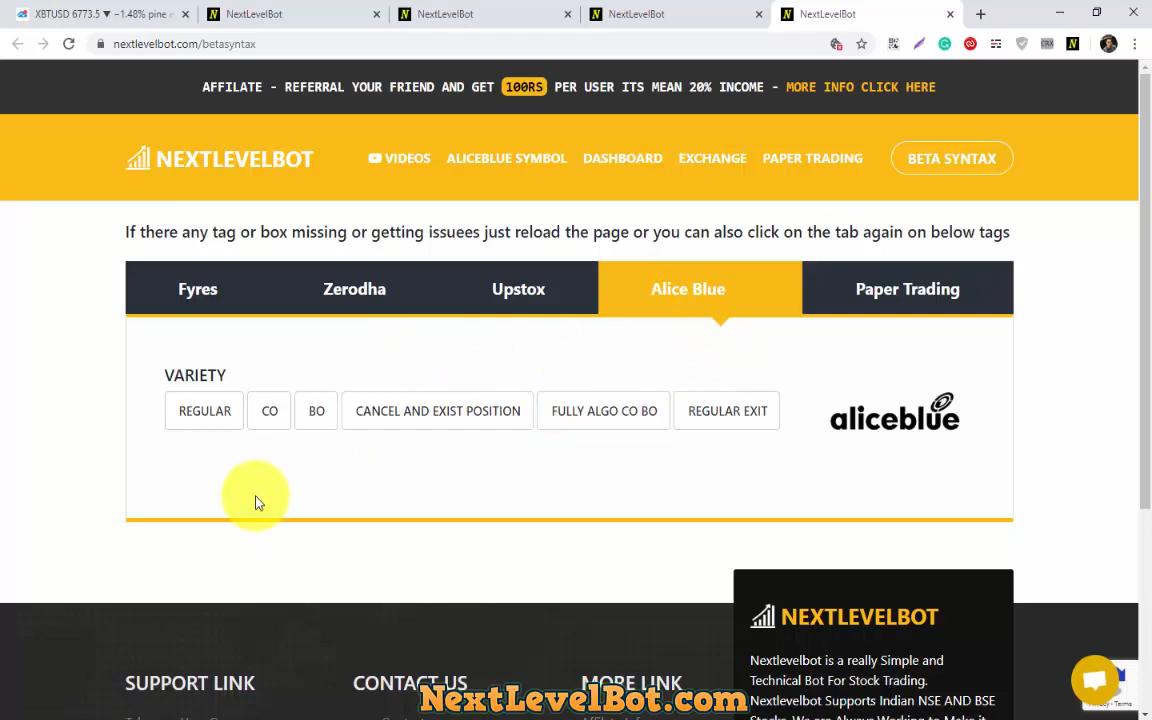 XBTUSD 6773.5 ▼ −1.48% pine e
NextLevelBot
NextLevelBot
NextLevelBot
NextLevelBot
nextlevelbot.com/betasyntax
AFFILATE - REFERRAL YOUR FRIEND AND GET 100RS PER USER ITS MEAN 20% INCOME - MORE INFO CLICK HERE
NEXTLEVELBOT
VIDEOS
ALICEBLUE SYMBOL
DASHBOARD
EXCHANGE
PAPER TRADING
BETA SYNTAX
If there any tag or box missing or getting issuees just reload the page or you can also click on the tab again on below tags
Fyres
Zerodha
Upstox
Alice Blue
Paper Trading
VARIETY
REGULAR
CO
BO
CANCEL AND EXIST POSITION
FULLY ALGO CO BO
REGULAR EXIT
aliceblue
NEXTLEVELBOT
Nextlevelbot is a really Simple and
Technical Bot For Stock Trading.
Nextlevelbot Supports Indian NSE AND BSE
SUPPORT LINK
CONTACT US
MORE LINK
NextLevelBot.com